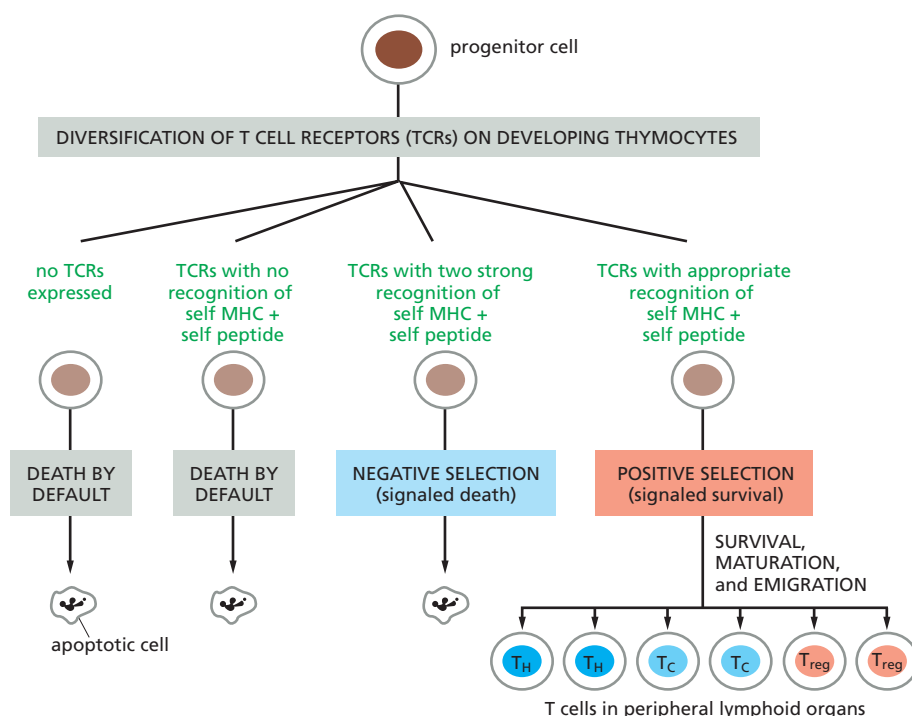 progenitor cell
DIVERSIFICATION OF T CELL RECEPTORS (TCRs) ON DEVELOPING THYMOCYTES
no TCRs
expressed
TCRs with no
recognition of
self MHC +
self peptide
TCRs with two strong
recognition of
self MHC +
self peptide
TCRs with appropriate
recognition of
self MHC +
self peptide
DEATH BY
DEFAULT
DEATH BY
DEFAULT
NEGATIVE SELECTION
(signaled death)
POSITIVE SELECTION
(signaled survival)
SURVIVAL,
MATURATION,
and EMIGRATION
apoptotic cell
TH
TH
TC
TC
Treg
Treg
T cells in peripheral lymphoid organs